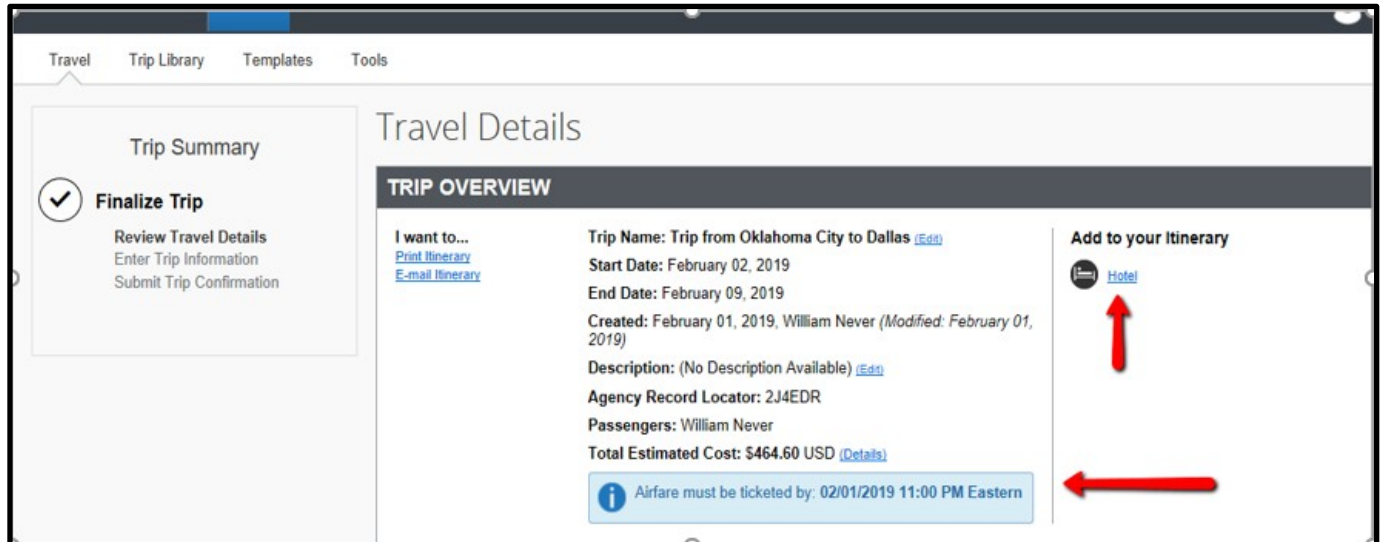 Travel Trip Library Templates Tools
Trip Summary
Finalize Trip
Review Travel Details
Enter Trip Information
Submit Trip Confirmation
Travel Details
TRIP OVERVIEW
I want to...
Print Itinerary
E-mail Itinerary
Trip Name: Trip from Oklahoma City to Dallas (Edit)
Start Date: February 02, 2019
End Date: February 09, 2019
Created: February 01, 2019, William Never (Modified: February 01,
2019)
Description: (No Description Available) (Edit)
Agency Record Locator: 2J4EDR
Passengers: William Never
Total Estimated Cost: $464.60 USD (Details)
Airfare must be ticketed by: 02/01/2019 11:00 PM Eastern
Add to your Itinerary
Hotel